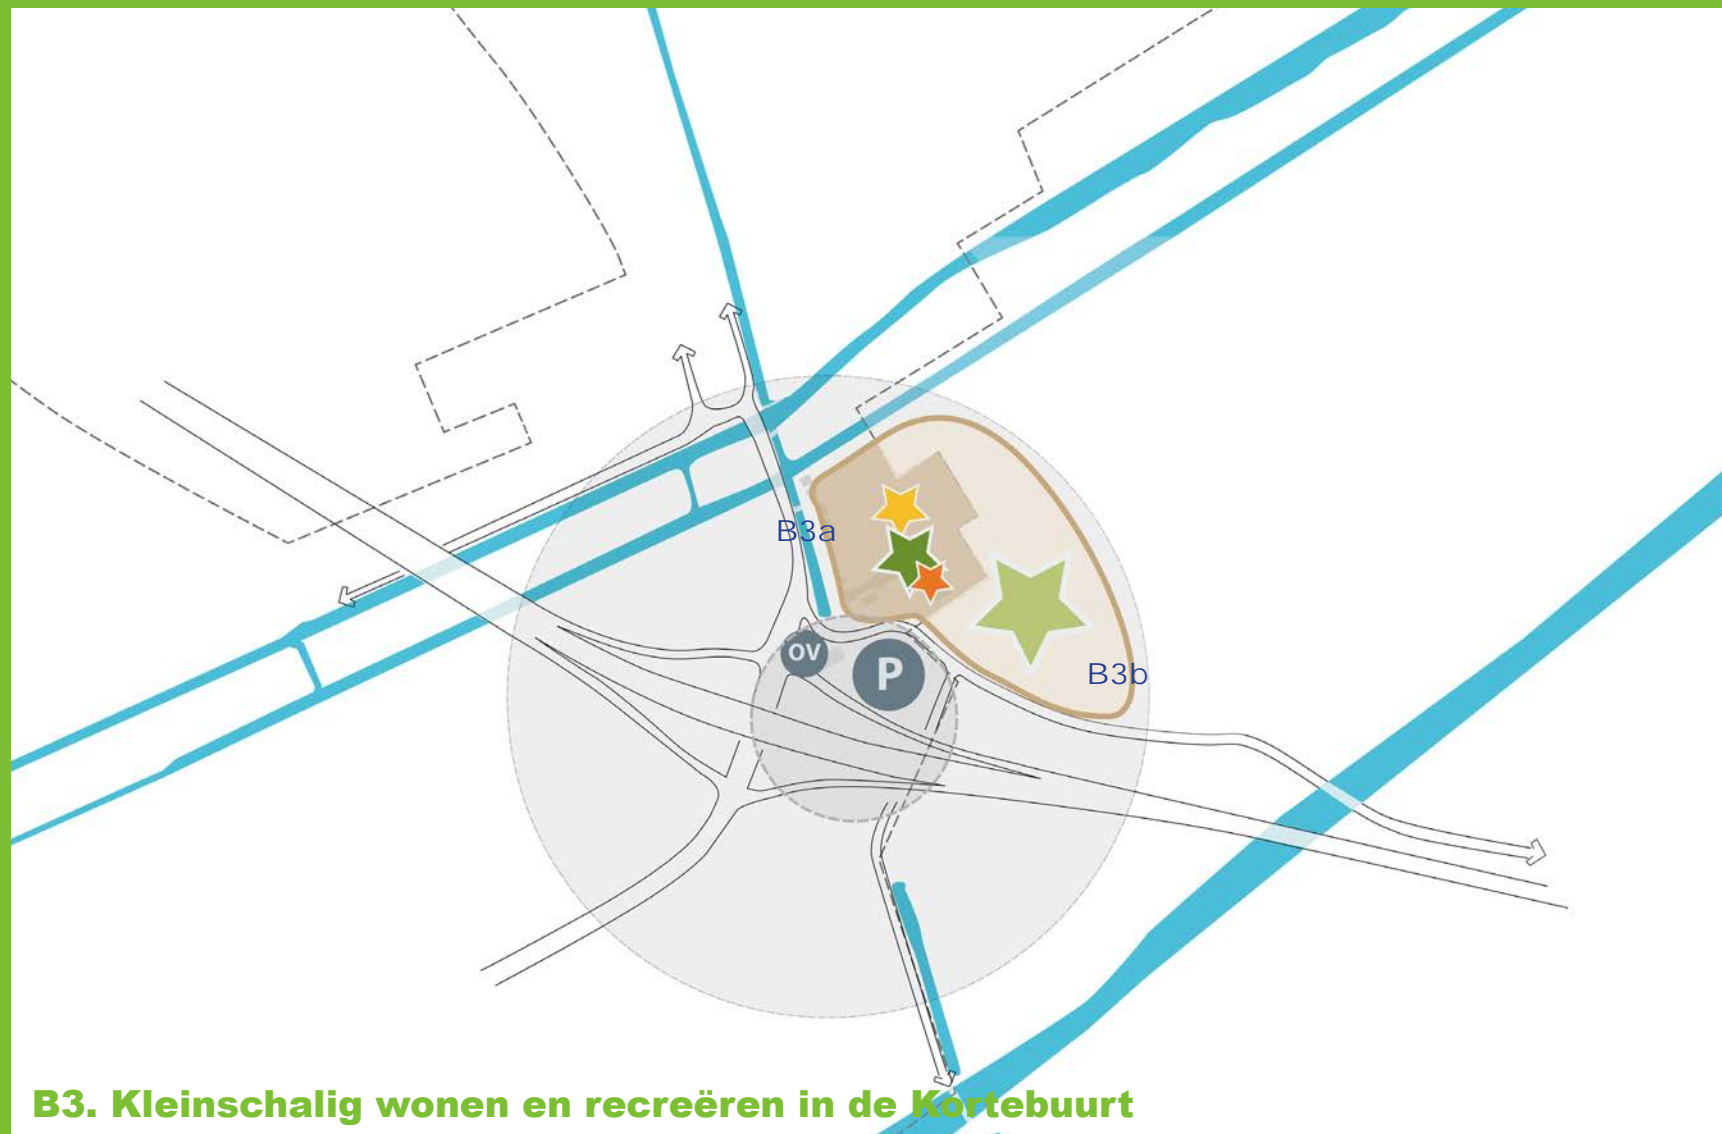 B3a
OV
P
B3b
B3. Kleinschalig wonen en recreëren in de Kortebuurt